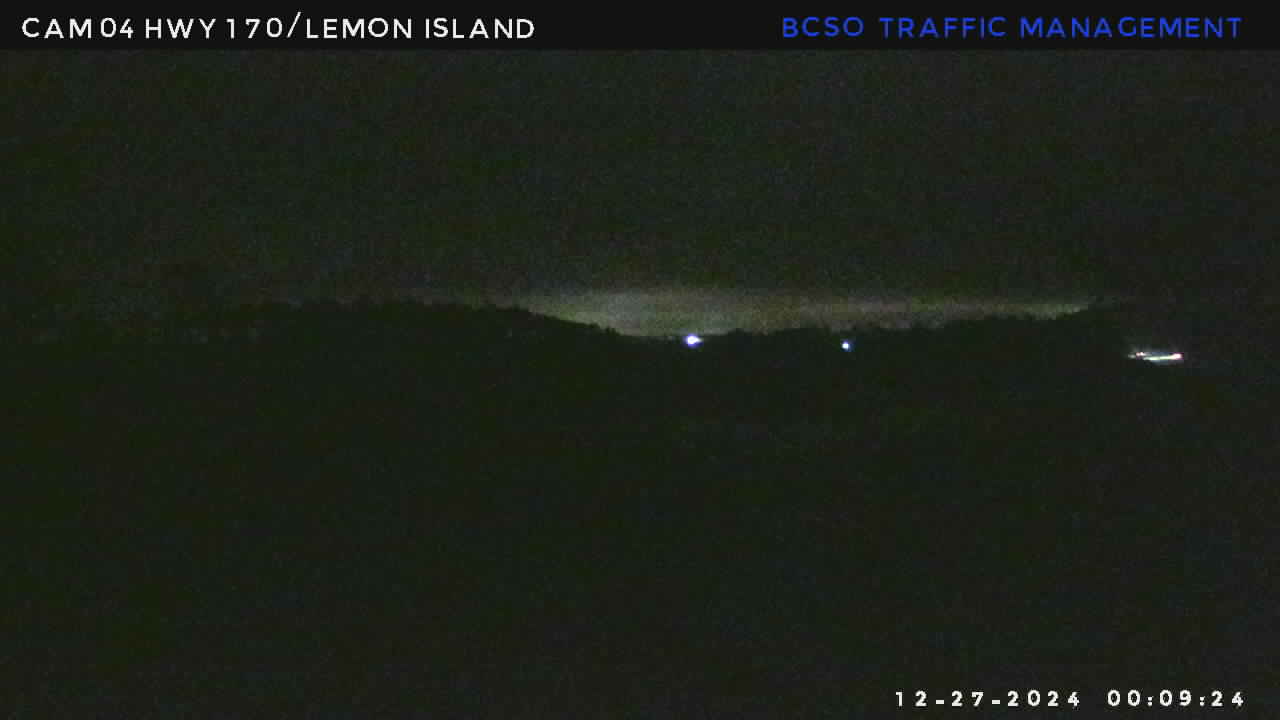 CAM04 HWY 170/LEMON ISLAND
BCSO TRAFFIC MANAGEMENT
12-27-2024 00:09:24